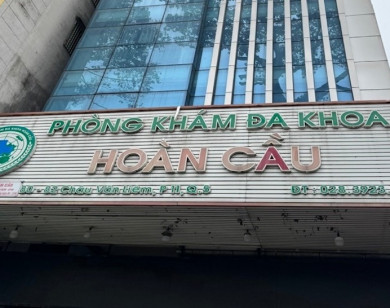 PHÒNG KHÁM ĐA KHOA
HOÀN CẦU
Châu Văn Liêm, P 11, Q.5
ĐT : 028. 3923